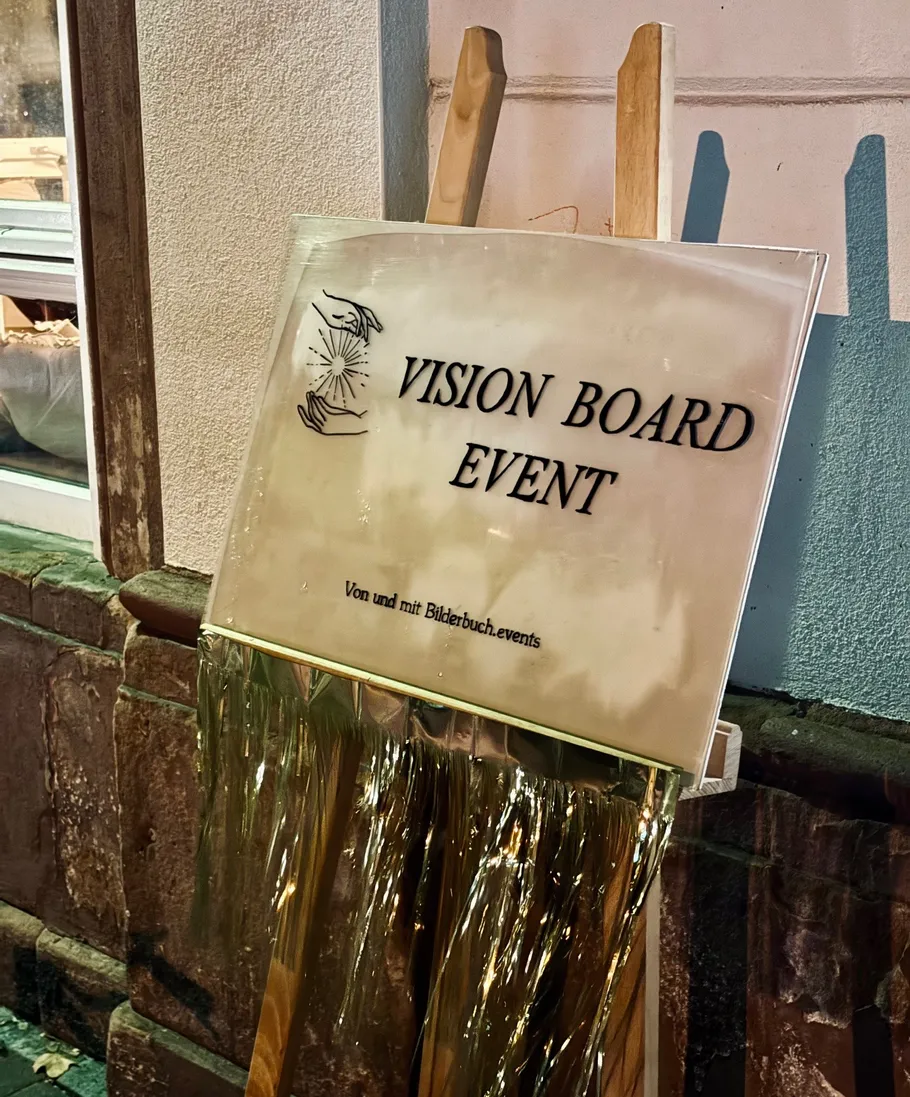 VISION BOARD
EVENT
Von und mit Bilderbuch.events